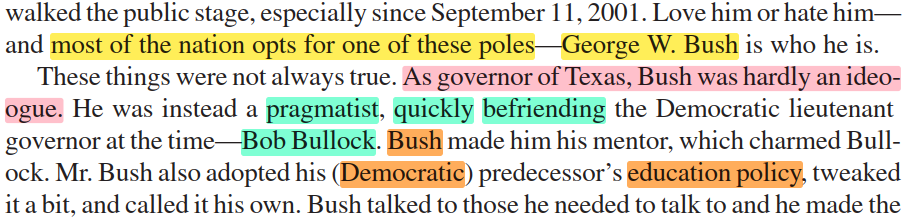 walked the public stage, especially since September 11, 2001. Love him or hate him—
and most of the nation opts for one of these poles—George W. Bush is who he is.
These things were not always true. As governor of Texas, Bush was hardly an ideo-
ogue. He was instead a pragmatist, quickly befriending the Democratic lieutenant
governor at the time—Bob Bullock. Bush made him his mentor, which charmed Bull-
ock. Mr. Bush also adopted his (Democratic) predecessor's education policy, tweaked
it a bit, and called it his own. Bush talked to those he needed to talk to and he made the